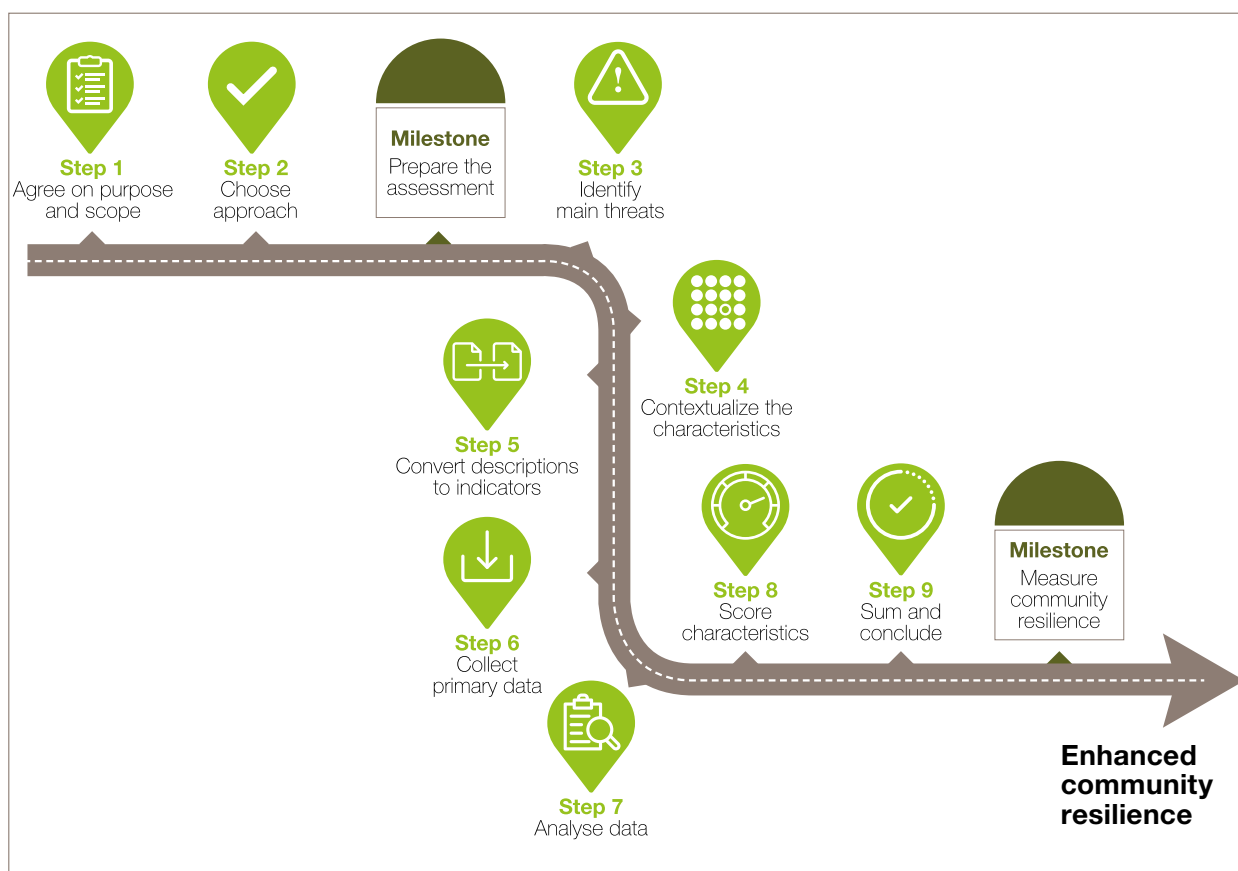 Step 1
Agree on purpose
and scope
Step 2
Choose
approach
Milestone
Prepare the
assessment
Step 3
Identify
main threats
Step 4
Contextualize the
characteristics
Step 5
Convert descriptions
to indicators
Step 6
Collect
primary data
Step 7
Analyse data
Step 8
Score
characteristics
Step 9
Sum and
conclude
Milestone
Measure
community
resilience
Enhanced
community
resilience